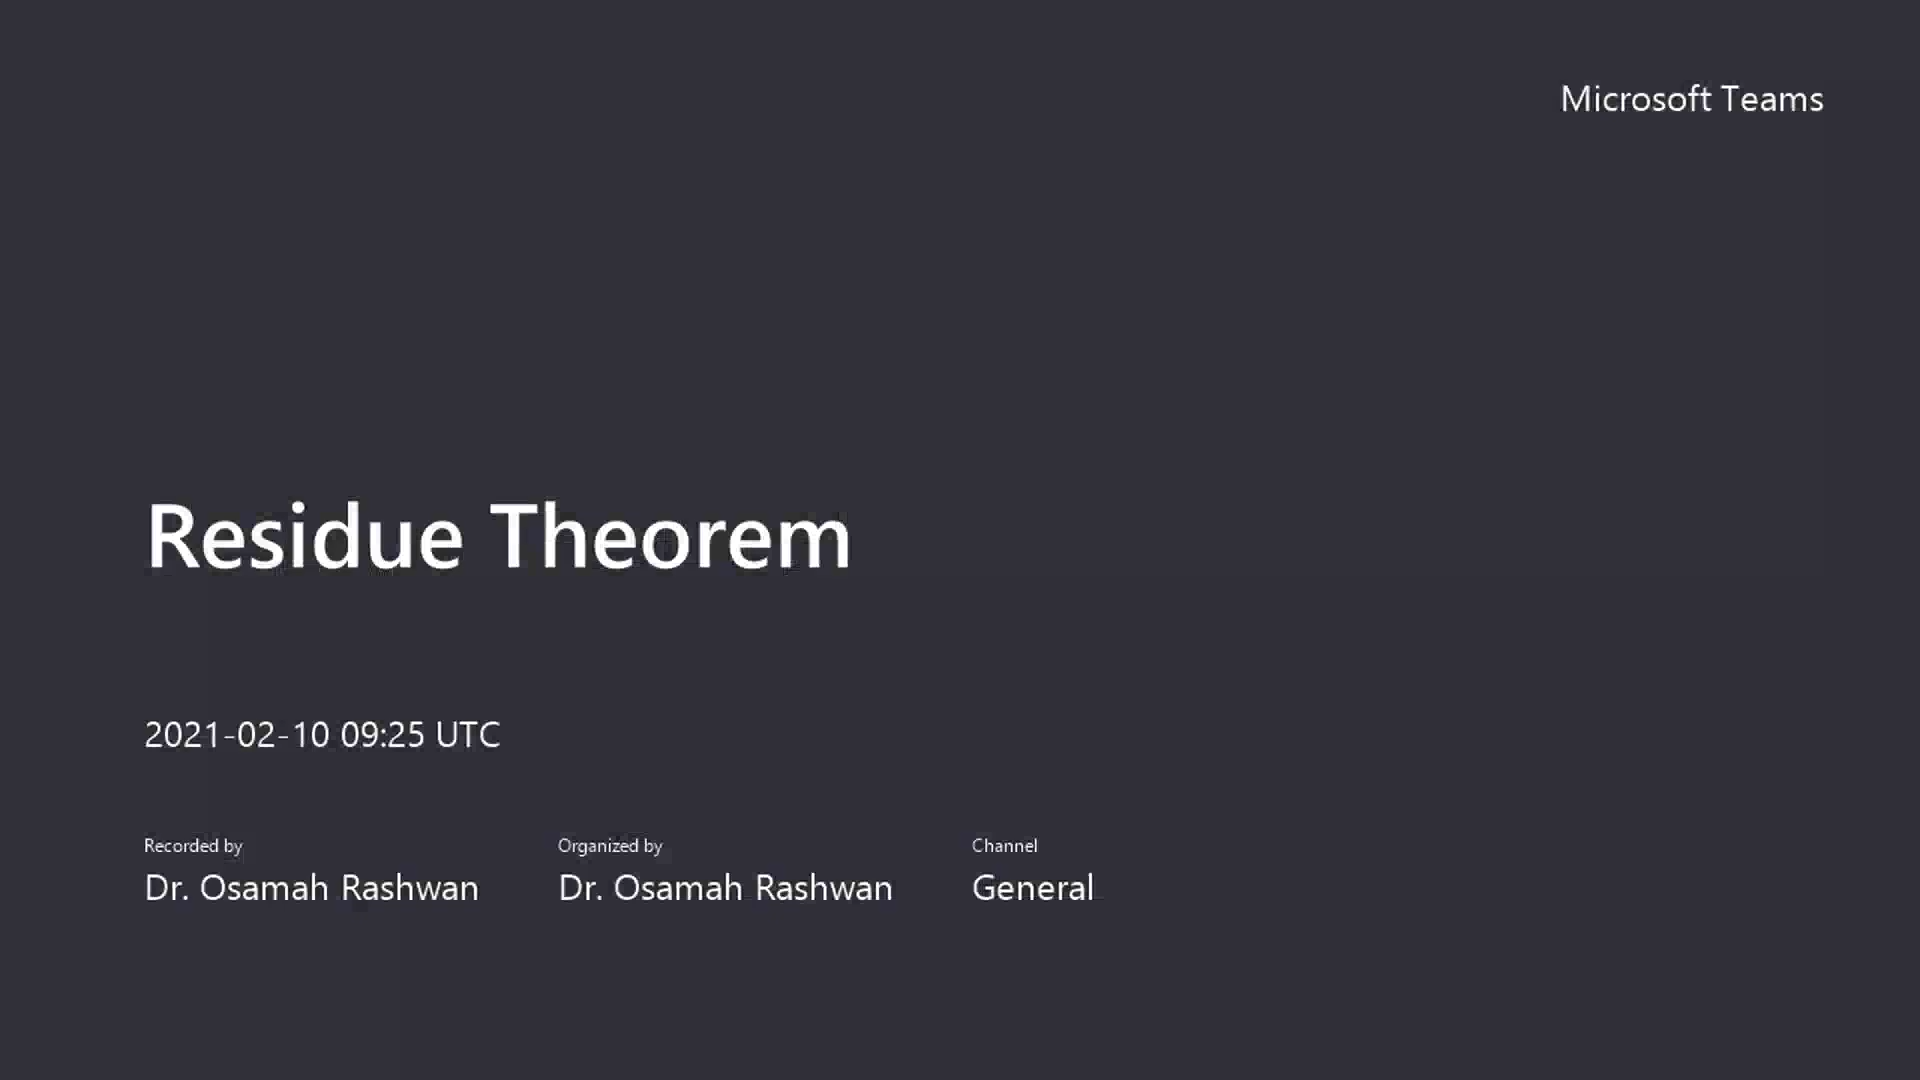 Microsoft Teams
Residue Theorem
2021-02-10 09:25 UTC
Recorded by
Dr. Osamah Rashwan
Organized by
Dr. Osamah Rashwan
Channel
General